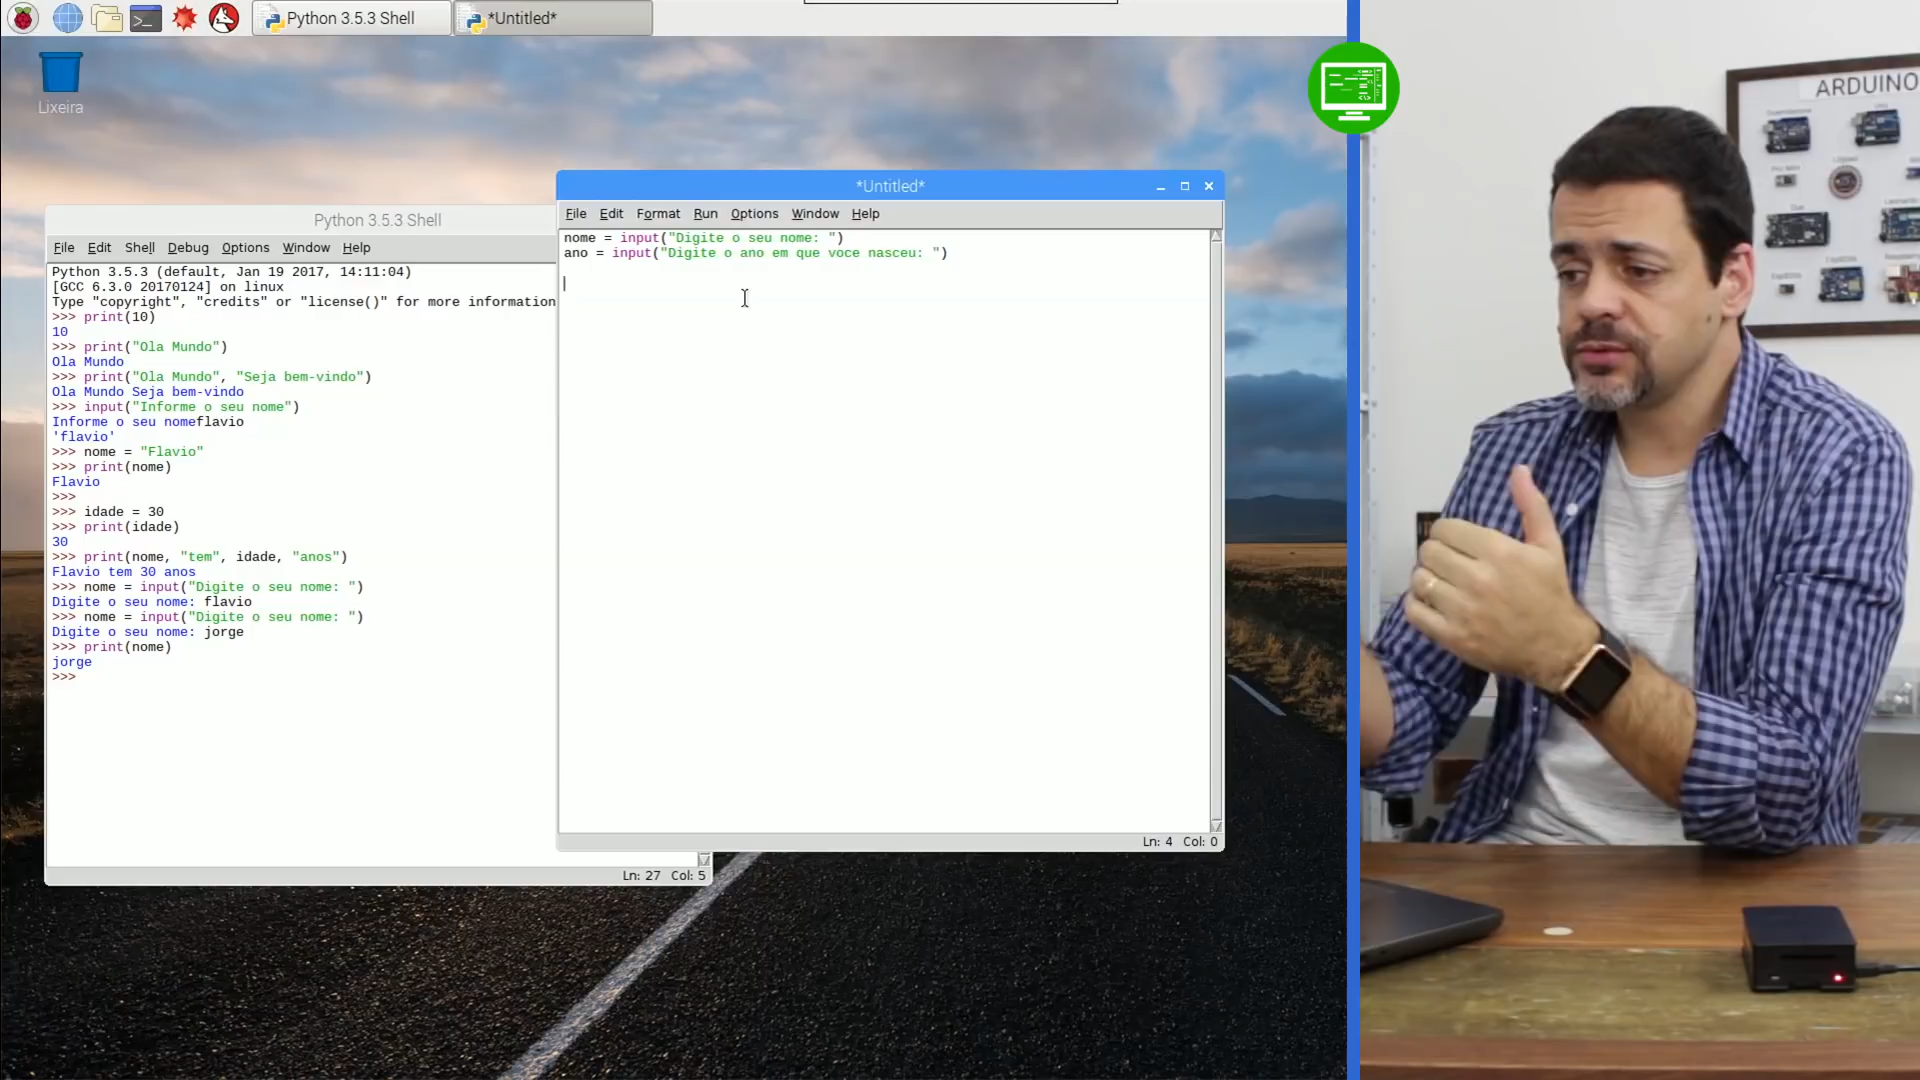 Python 3.5.3 Shell
*Untitled*
Lixeira
Python 3.5.3 Shell
File Edit Shell Debug Options Window Help
Python 3.5.3 (default, Jan 19 2017, 14:11:04)
[GCC 6.3.0 20170124] on linux
Type "copyright", "credits" or "license()" for more information
>>> print(10)
10
>>> print("Ola Mundo")
Ola Mundo
>>> print("Ola Mundo", "Seja bem-vindo")
Ola Mundo Seja bem-vindo
>>> input("Informe o seu nome")
Informe o seu nomeflavio
'flavio'
>>> nome = "Flavio"
>>> print(nome)
Flavio
>>>
>>> idade = 30
>>> print(idade)
30
>>> print(nome, "tem", idade, "anos")
Flavio tem 30 anos
>>> nome = input("Digite o seu nome: ")
Digite o seu nome: flavio
>>> nome = input("Digite o seu nome: ")
Digite o seu nome: jorge
>>> print(nome)
jorge
>>>
Ln: 27 Col: 5
*Untitled*
File Edit Format Run Options Window Help
nome = input("Digite o seu nome: ")
ano = input("Digite o ano em que voce nasceu: ")
Ln: 4 Col: 0
ARDUINO